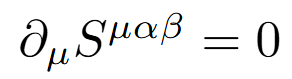 ∂_μ S^{μαβ} = 0